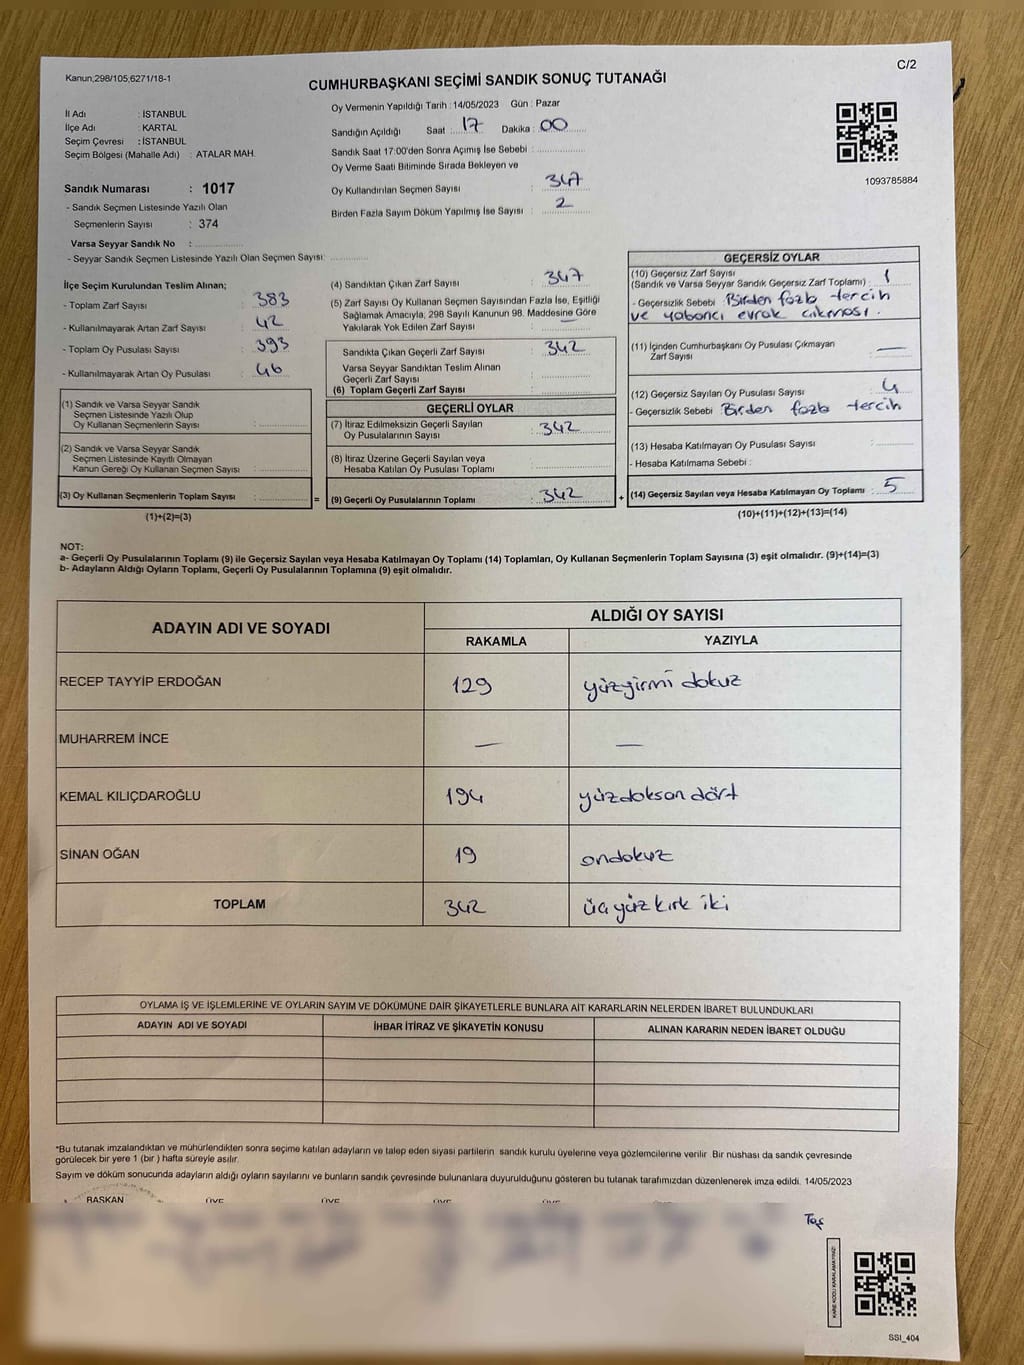 Kanun;298/105;6271/18-1
C/2
CUMHURBAŞKANI SEÇİMİ SANDIK SONUÇ TUTANAĞI
İl Adı : İSTANBUL
İlçe Adı : KARTAL
Seçim Çevresi : İSTANBUL
Seçim Bölgesi (Mahalle Adı) : ATALAR MAH.
Sandık Numarası : 1017
- Sandık Seçmen Listesinde Yazılı Olan
Seçmenlerin Sayısı : 374
Varsa Seyyar Sandık No :
- Seyyar Sandık Seçmen Listesinde Yazılı Olan Seçmen Sayısı:
Oy Vermenin Yapıldığı Tarih : 14/05/2023 Gün : Pazar
Sandığın Açıldığı Saat : 17 Dakika : 00
Sandık Saat 17:00'den Sonra Açmış İse Sebebi :
Oy Verme Saati Bitiminde Sırada Bekleyen ve
Oy Kullandırılan Seçmen Sayısı : 347
Birden Fazla Sayım Döküm Yapılmış İse Sayısı : 2
1093785884
İlçe Seçim Kurulundan Teslim Alınan;
- Toplam Zarf Sayısı : 383
- Kullanılmayarak Artan Zarf Sayısı : 42
- Toplam Oy Pusulası Sayısı : 393
- Kullanılmayarak Artan Oy Pusulası : 46
(1) Sandık ve Varsa Seyyar Sandık
Seçmen Listesinde Yazılı Olup
Oy Kullanan Seçmenlerin Sayısı :
(2) Sandık ve Varsa Seyyar Sandık
Seçmen Listesinde Kayıtlı Olmayan
Kanun Gereği Oy Kullanan Seçmen Sayısı :
(3) Oy Kullanan Seçmenlerin Toplam Sayısı :
(1)+(2)=(3)
(4) Sandıktan Çıkan Zarf Sayısı : 347
(5) Zarf Sayısı Oy Kullanan Seçmen Sayısından Fazla İse, Eşitliği
Sağlamak Amacıyla, 298 Sayılı Kanunun 98. Maddesine Göre
Yakılarak Yok Edilen Zarf Sayısı : —
Sandıkta Çıkan Geçerli Zarf Sayısı : 342
Varsa Seyyar Sandıktan Teslim Alınan
Geçerli Zarf Sayısı :
(6) Toplam Geçerli Zarf Sayısı :
GEÇERLİ OYLAR
(7) İtiraz Edilmeksizin Geçerli Sayılan
Oy Pusulalarının Sayısı : 342
(8) İtiraz Üzerine Geçerli Sayılan veya
Hesaba Katılan Oy Pusulası Toplamı :
= (9) Geçerli Oy Pusulalarının Toplamı : 342 +
GEÇERSİZ OYLAR
(10) Geçersiz Zarf Sayısı : 1
(Sandık ve Varsa Seyyar Sandık Geçersiz Zarf Toplamı)
- Geçersizlik Sebebi : Birden fazla tercih
ve yabancı evrak çıkması.
(11) İçinden Cumhurbaşkanı Oy Pusulası Çıkmayan
Zarf Sayısı : —
(12) Geçersiz Sayılan Oy Pusulası Sayısı : 4
- Geçersizlik Sebebi : Birden fazla tercih
(13) Hesaba Katılmayan Oy Pusulası Sayısı :
- Hesaba Katılmama Sebebi :
(14) Geçersiz Sayılan veya Hesaba Katılmayan Oy Toplamı : 5
(10)+(11)+(12)+(13)=(14)
NOT:
a- Geçerli Oy Pusulalarının Toplamı (9) ile Geçersiz Sayılan veya Hesaba Katılmayan Oy Toplamı (14) Toplamları, Oy Kullanan Seçmenlerin Toplam Sayısına (3) eşit olmalıdır. (9)+(14)=(3)
b- Adayların Aldığı Oyların Toplamı, Geçerli Oy Pusulalarının Toplamına (9) eşit olmalıdır.
ADAYIN ADI VE SOYADI ALDIĞI OY SAYISI
RAKAMLA YAZIYLA
RECEP TAYYİP ERDOĞAN 129 yüzyirmi dokuz
MUHARREM İNCE — —
KEMAL KILIÇDAROĞLU 194 yüzdoksan dört
SİNAN OĞAN 19 ondokuz
TOPLAM 342 üçyüz kırk iki
OYLAMA İŞ VE İŞLEMLERİNE VE OYLARIN SAYIM VE DÖKÜMÜNE DAİR ŞİKAYETLERLE BUNLARA AİT KARARLARIN NELERDEN İBARET BULUNDUKLARI
ADAYIN ADI VE SOYADI İHBAR İTİRAZ VE ŞİKAYETİN KONUSU ALINAN KARARIN NEDEN İBARET OLDUĞU
*Bu tutanak imzalandıktan ve mühürlendikten sonra seçime katılan adayların ve talep eden siyasi partilerin sandık kurulu üyelerine veya gözlemcilerine verilir. Bir nüshası da sandık çevresinde
görülecek bir yere 1 (bir) hafta süreyle asılır.
Sayım ve döküm sonucunda adayların aldığı oyların sayılarını ve bunların sandık çevresinde bulunanlara duyurulduğunu gösteren bu tutanak tarafımızdan düzenlenerek imza edildi. 14/05/2023
BAŞKAN ÜYE ÜYE ÜYE ÜYE
KARE KODU KARALAMAYINIZ!
SSI_404